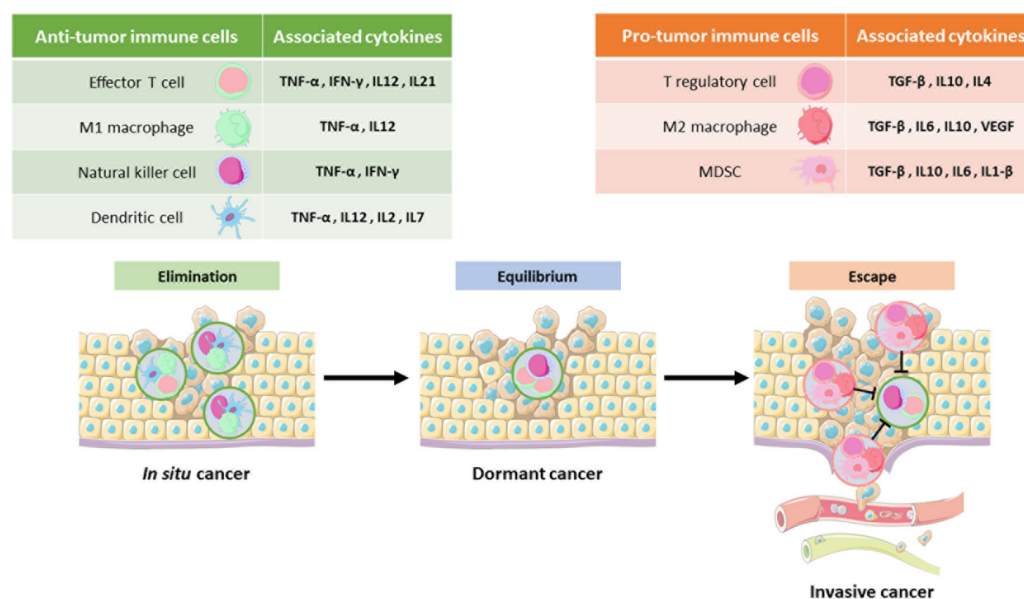 Anti-tumor immune cells Associated cytokines
Effector T cell TNF-α, IFN-γ, IL12, IL21
M1 macrophage TNF-α, IL12
Natural killer cell TNF-α, IFN-γ
Dendritic cell TNF-α, IL12, IL2, IL7
Pro-tumor immune cells Associated cytokines
T regulatory cell TGF-β, IL10, IL4
M2 macrophage TGF-β, IL6, IL10, VEGF
MDSC TGF-β, IL10, IL6, IL1-β
Elimination
Equilibrium
Escape
In situ cancer
Dormant cancer
Invasive cancer